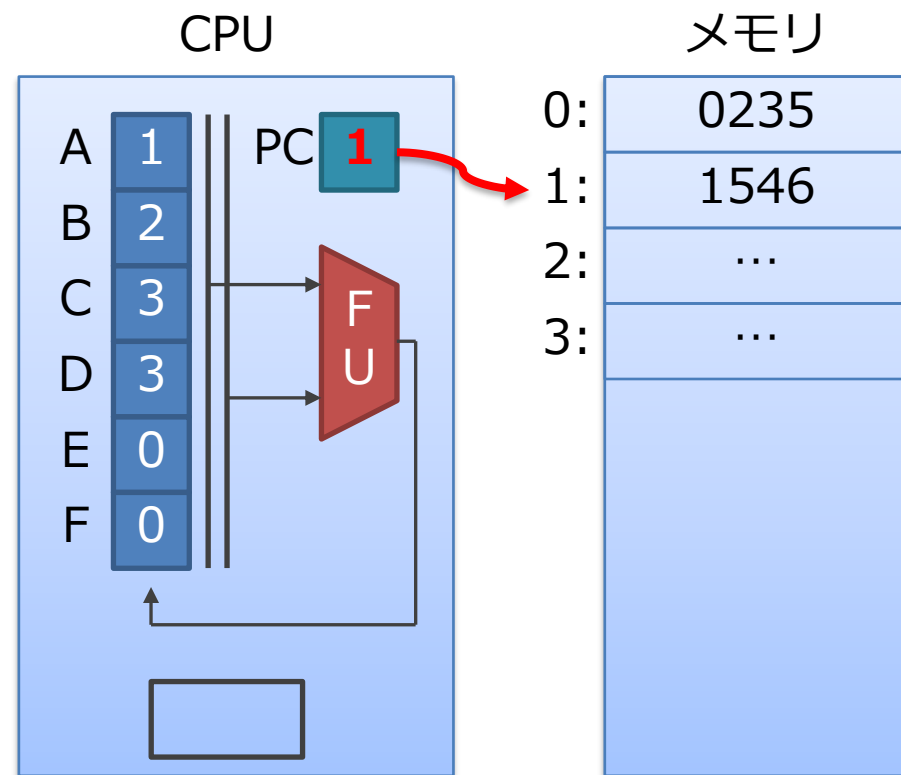 CPU
A 1
B 2
C 3
D 3
E 0
F 0
PC 1
F
U
メモリ
0: 0235
1: 1546
2: …
3: …